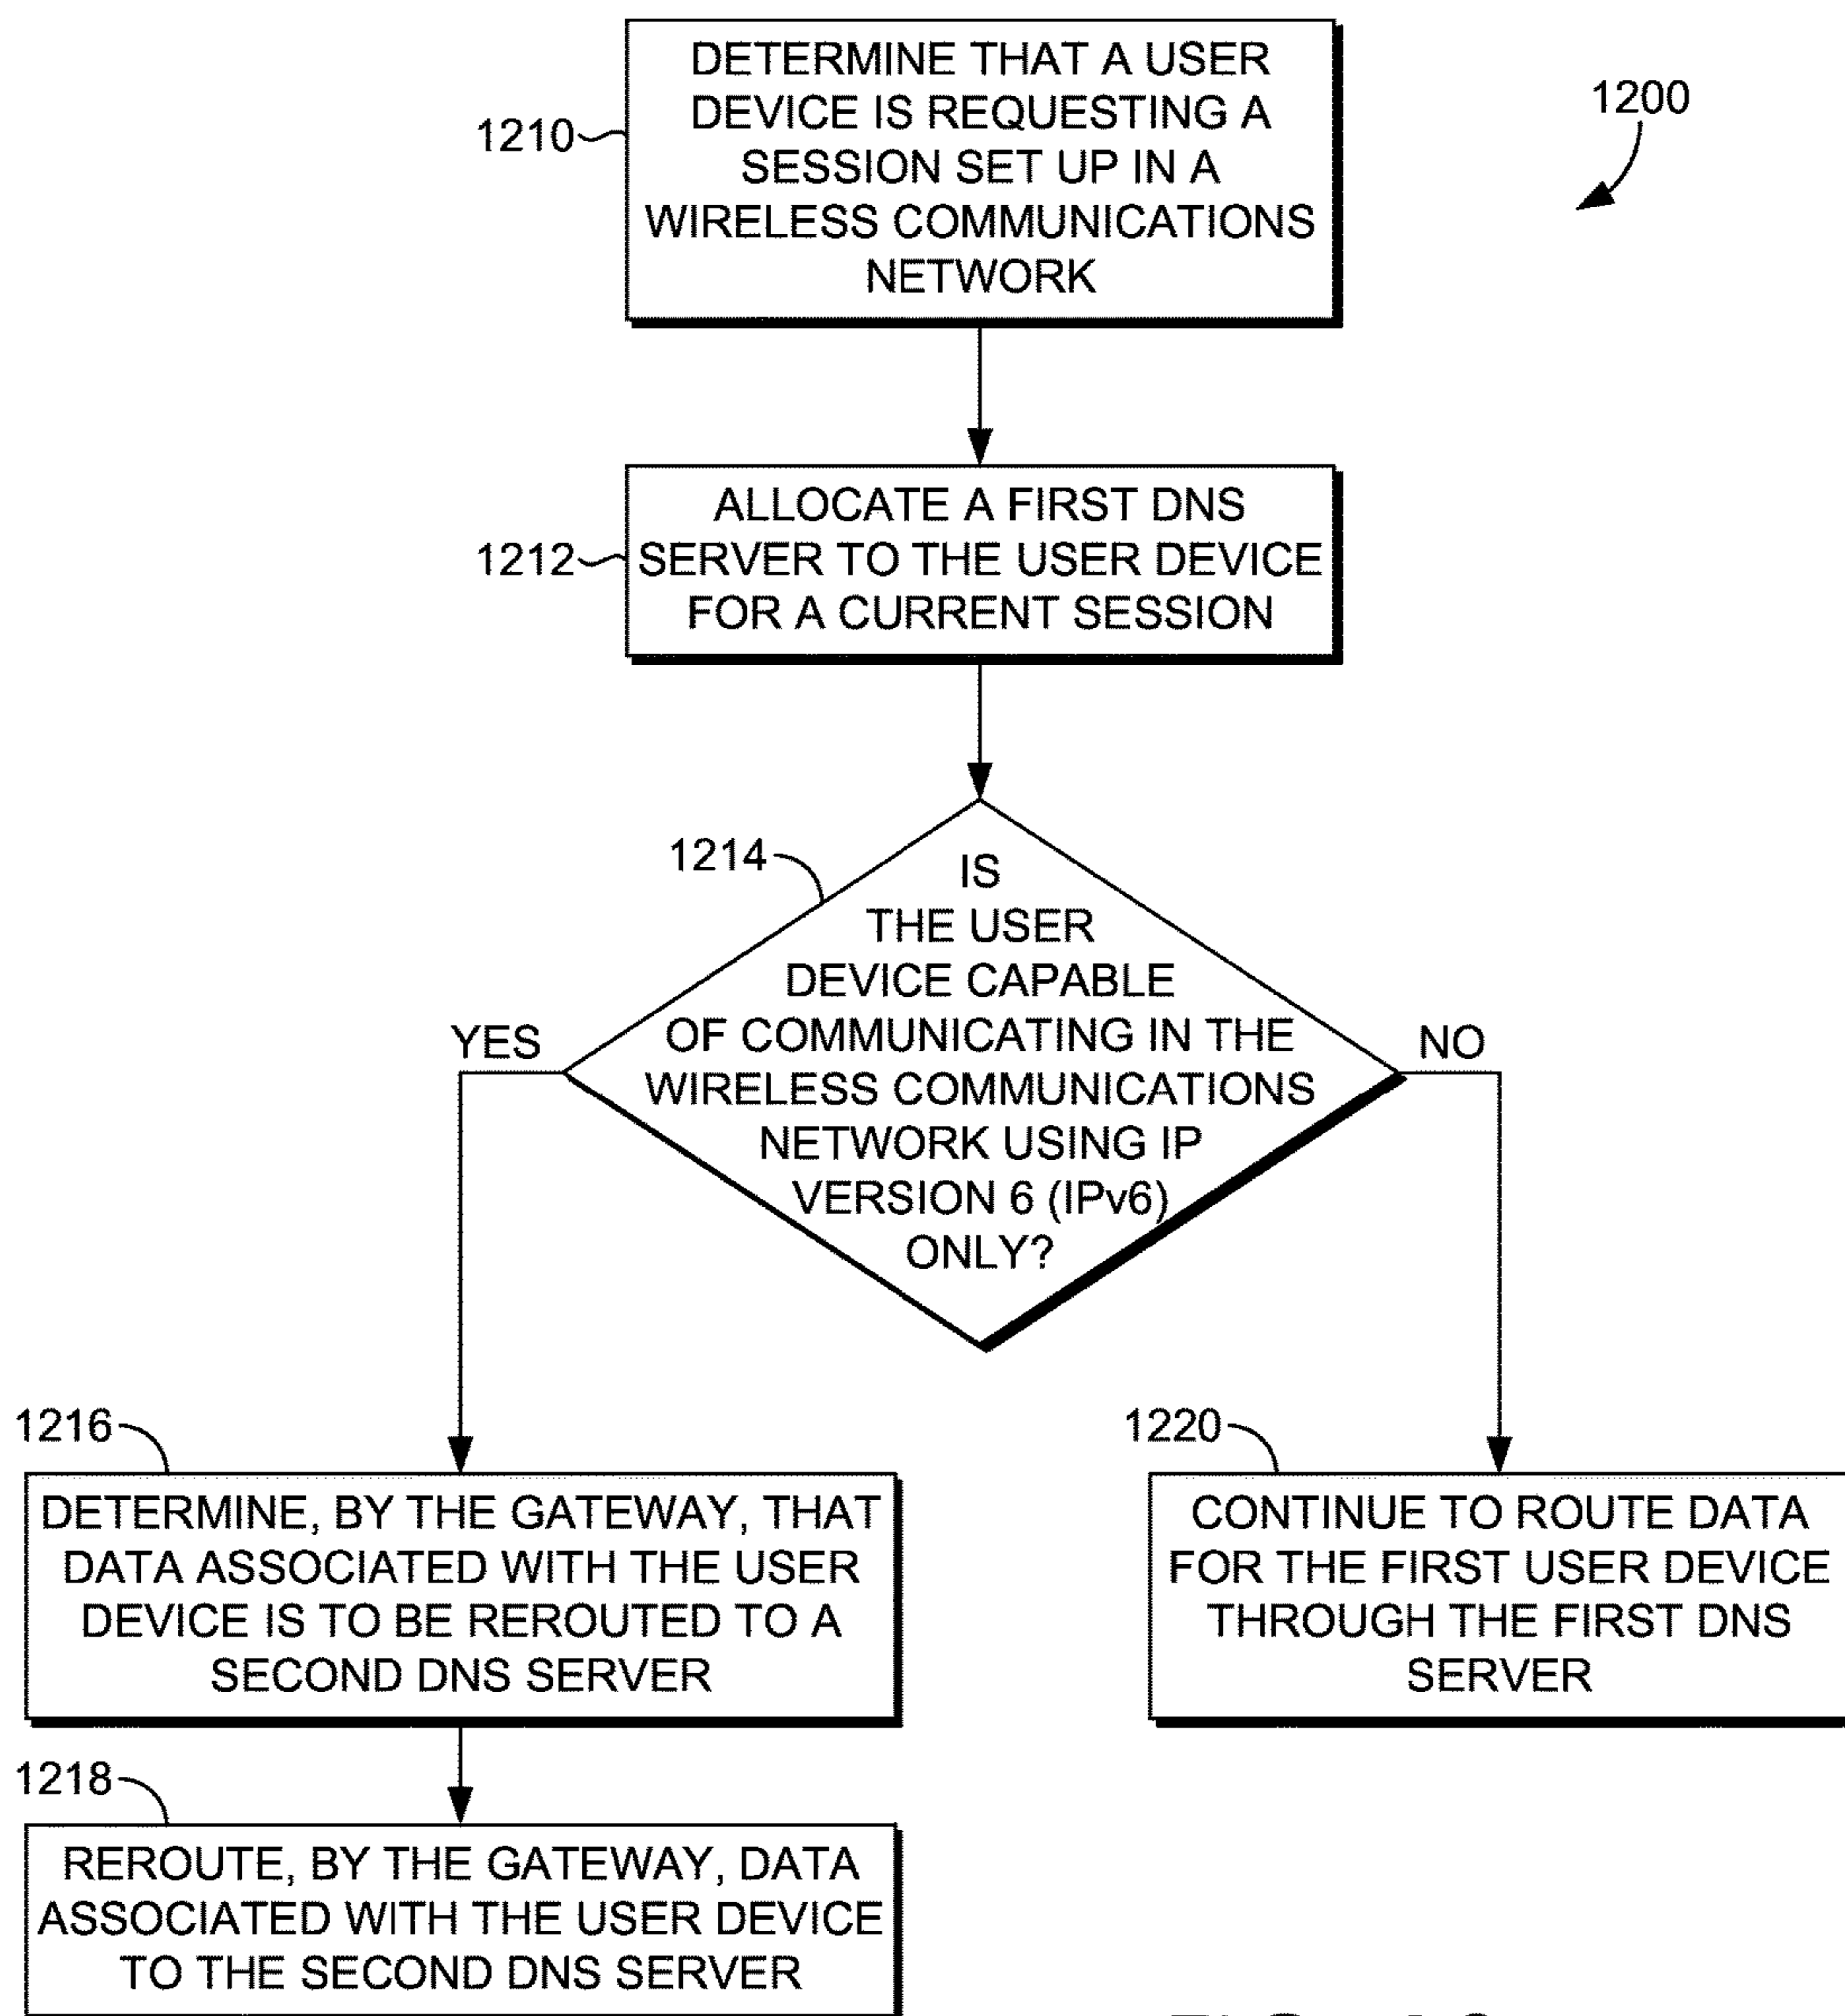 DETERMINE THAT A USER
DEVICE IS REQUESTING A
SESSION SET UP IN A
WIRELESS COMMUNICATIONS
NETWORK
1210
1200
ALLOCATE A FIRST DNS
SERVER TO THE USER DEVICE
FOR A CURRENT SESSION
1212
1214
IS
THE USER
DEVICE CAPABLE
OF COMMUNICATING IN THE
WIRELESS COMMUNICATIONS
NETWORK USING IP
VERSION 6 (IPv6)
ONLY?
YES
NO
1216
DETERMINE, BY THE GATEWAY, THAT
DATA ASSOCIATED WITH THE USER
DEVICE IS TO BE REROUTED TO A
SECOND DNS SERVER
1220
CONTINUE TO ROUTE DATA
FOR THE FIRST USER DEVICE
THROUGH THE FIRST DNS
SERVER
1218
REROUTE, BY THE GATEWAY, DATA
ASSOCIATED WITH THE USER DEVICE
TO THE SECOND DNS SERVER